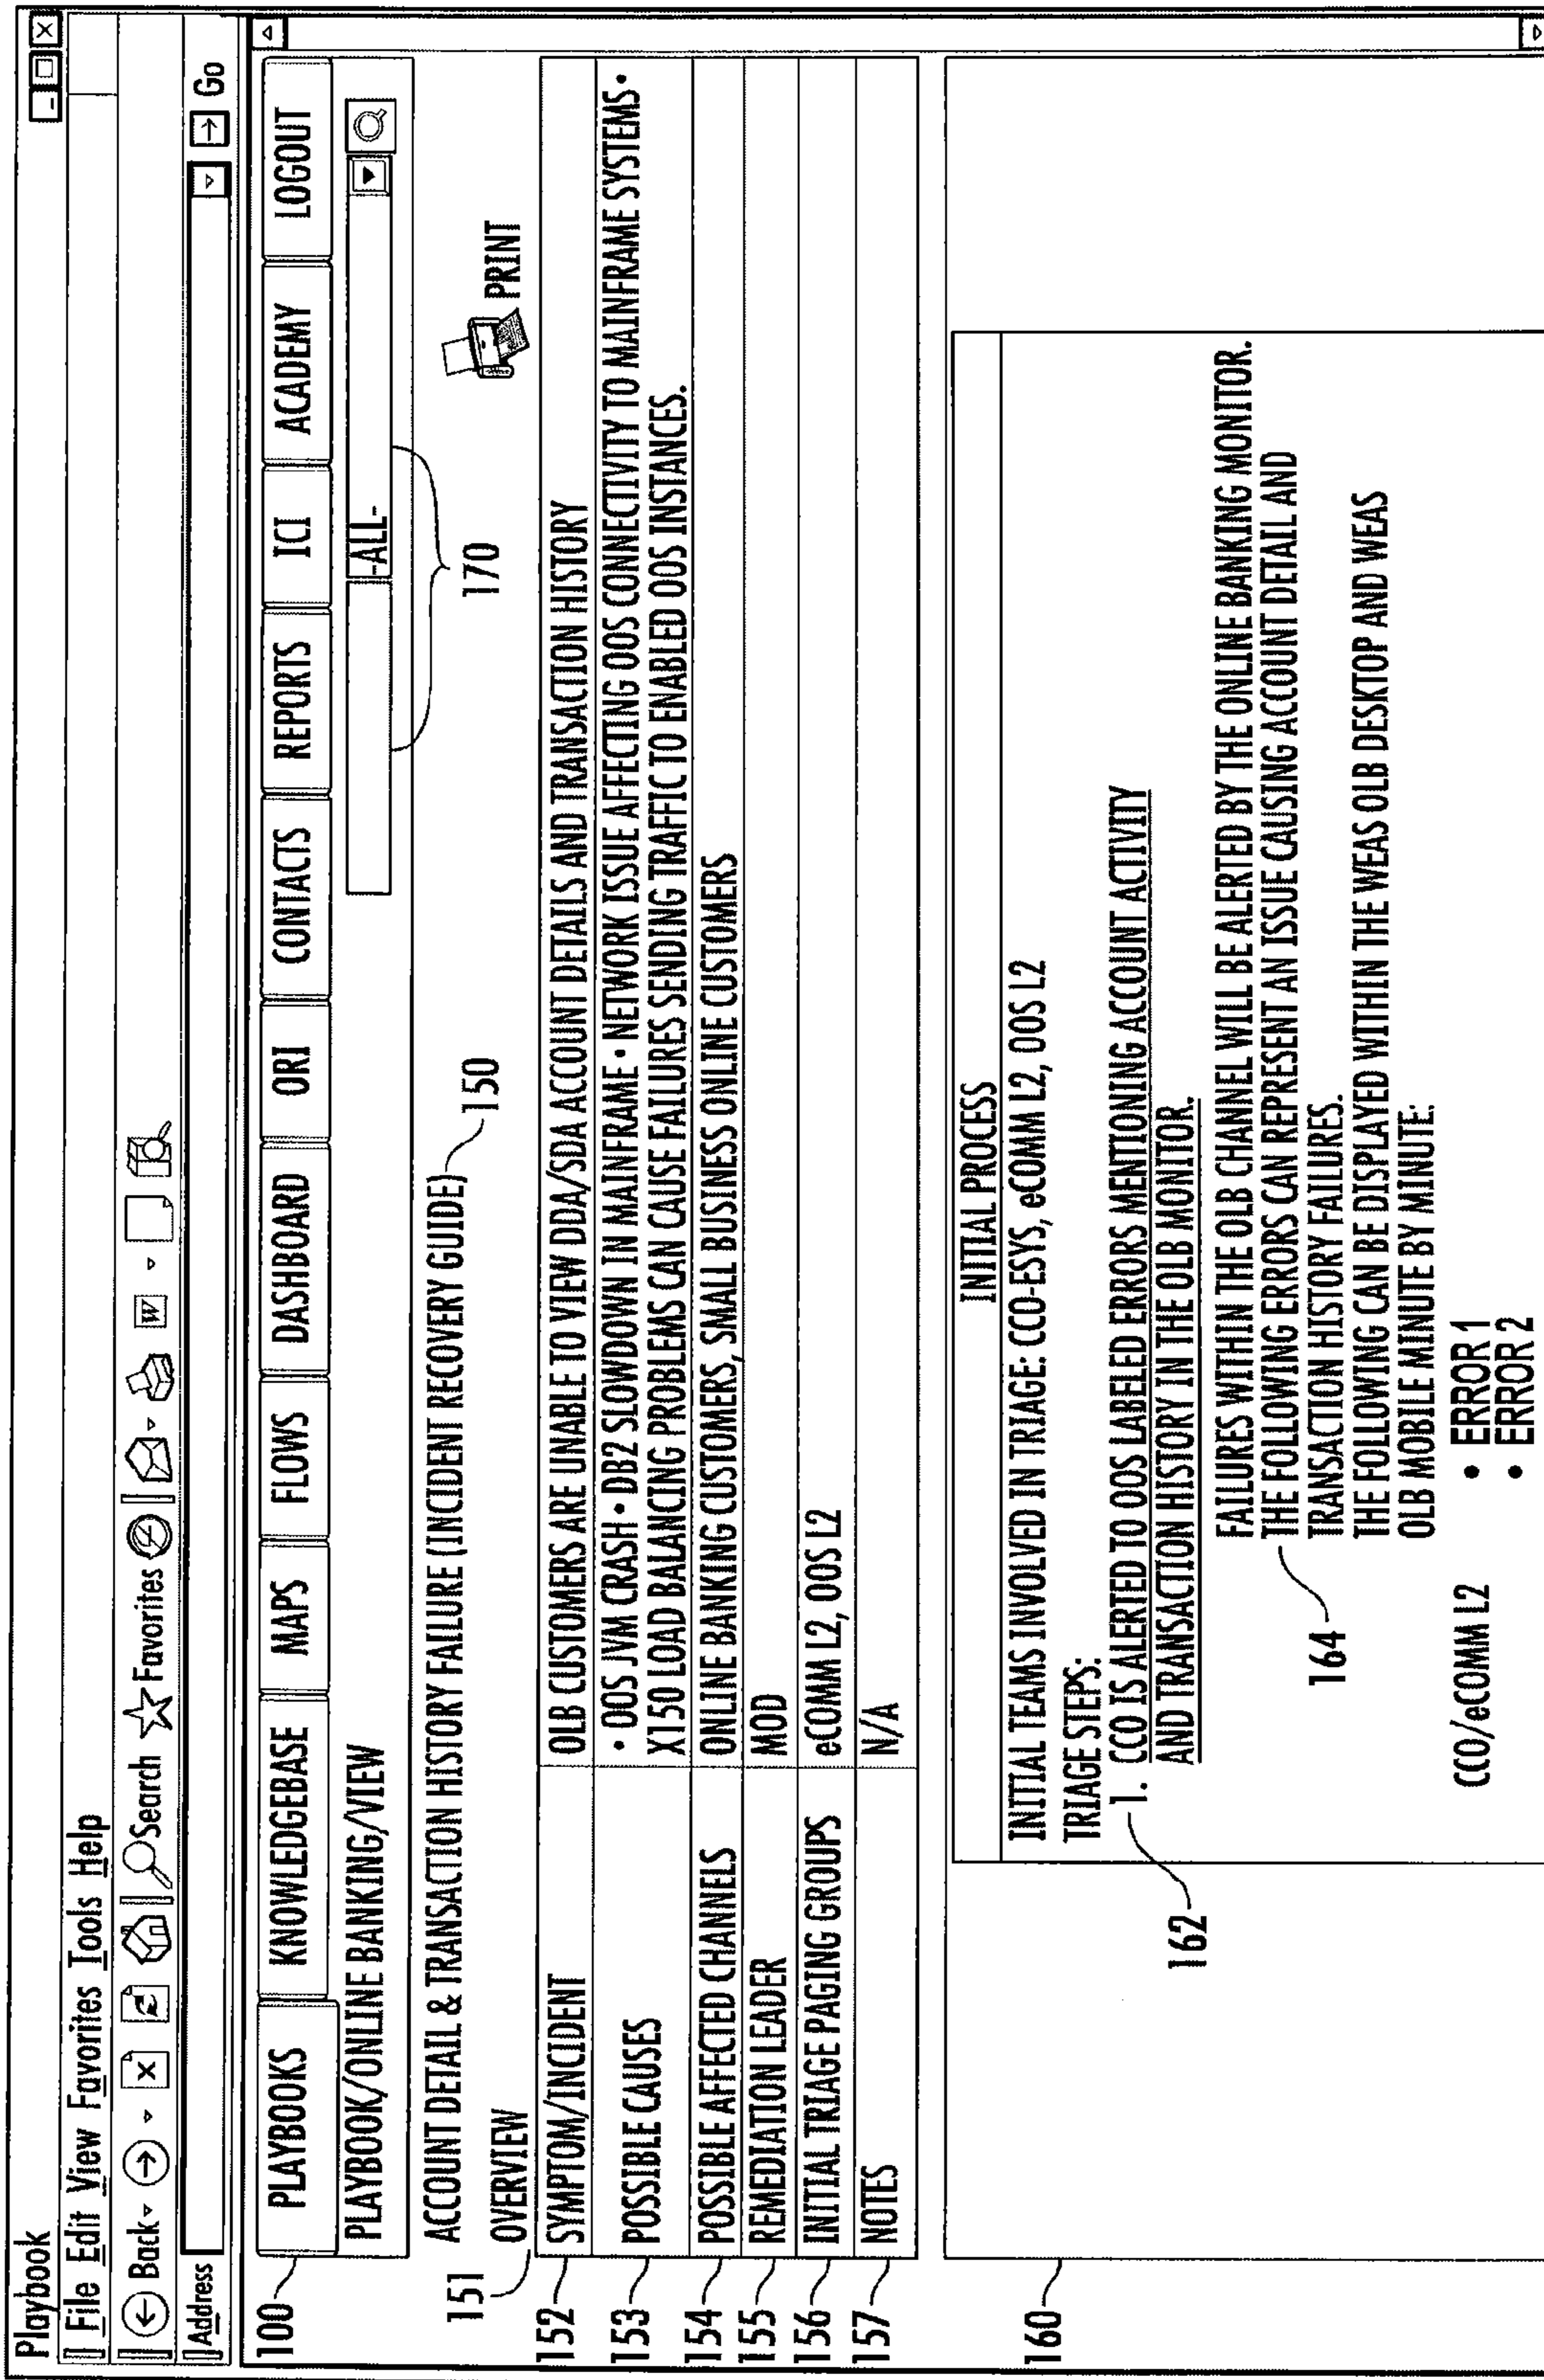 Playbook
File Edit View Favorites Tools Help
Back Search Favorites W
Address Go
100
PLAYBOOKS KNOWLEDGEBASE MAPS FLOWS DASHBOARD ORI CONTACTS REPORTS ICI ACADEMY LOGOUT
PLAYBOOK/ONLINE BANKING/VIEW -ALL-
170
ACCOUNT DETAIL & TRANSACTION HISTORY FAILURE (INCIDENT RECOVERY GUIDE) 150
PRINT
151 OVERVIEW
152 SYMPTOM/INCIDENT OLB CUSTOMERS ARE UNABLE TO VIEW DDA/SDA ACCOUNT DETAILS AND TRANSACTION HISTORY
153 POSSIBLE CAUSES • OOS JVM CRASH • DB2 SLOWDOWN IN MAINFRAME • NETWORK ISSUE AFFECTING OOS CONNECTIVITY TO MAINFRAME SYSTEMS •
X150 LOAD BALANCING PROBLEMS CAN CAUSE FAILURES SENDING TRAFFIC TO ENABLED OOS INSTANCES.
154 POSSIBLE AFFECTED CHANNELS ONLINE BANKING CUSTOMERS, SMALL BUSINESS ONLINE CUSTOMERS
155 REMEDIATION LEADER MOD
156 INITIAL TRIAGE PAGING GROUPS eCOMM L2, OOS L2
157 NOTES N/A
160
INITIAL PROCESS
INITIAL TEAMS INVOLVED IN TRIAGE: CCO-ESYS, eCOMM L2, OOS L2
TRIAGE STEPS:
1. CCO IS ALERTED TO OOS LABELED ERRORS MENTIONING ACCOUNT ACTIVITY
AND TRANSACTION HISTORY IN THE OLB MONITOR.
162
FAILURES WITHIN THE OLB CHANNEL WILL BE ALERTED BY THE ONLINE BANKING MONITOR.
THE FOLLOWING ERRORS CAN REPRESENT AN ISSUE CAUSING ACCOUNT DETAIL AND
TRANSACTION HISTORY FAILURES.
164
THE FOLLOWING CAN BE DISPLAYED WITHIN THE WEAS OLB DESKTOP AND WEAS
OLB MOBILE MINUTE BY MINUTE:
CCO/eCOMM L2 • ERROR 1
• ERROR 2